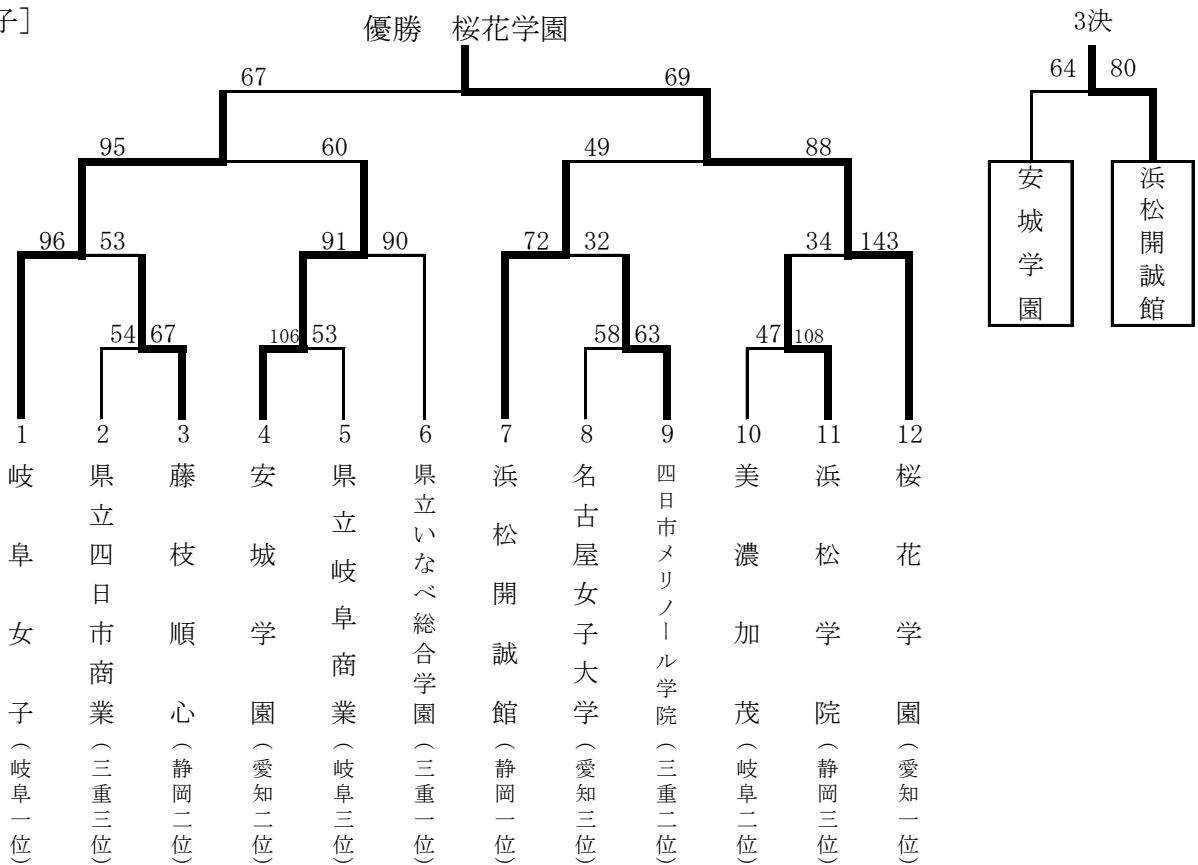 子］
優勝　桜花学園
3決
67
69
64
80
95
60
49
88
安城学園
浜松開誠館
96
53
91
90
72
32
34
143
54
67
106
53
58
63
47
108
1
2
3
4
5
6
7
8
9
10
11
12
岐阜女子（岐阜一位）
県立四日市商業（三重三位）
藤枝順心（静岡二位）
安城学園（愛知二位）
県立岐阜商業（岐阜三位）
県立いなべ総合学園（三重一位）
浜松開誠館（静岡一位）
名古屋女子大学（愛知三位）
四日市メリノール学院（三重二位）
美濃加茂（岐阜二位）
浜松学院（静岡三位）
桜花学園（愛知一位）